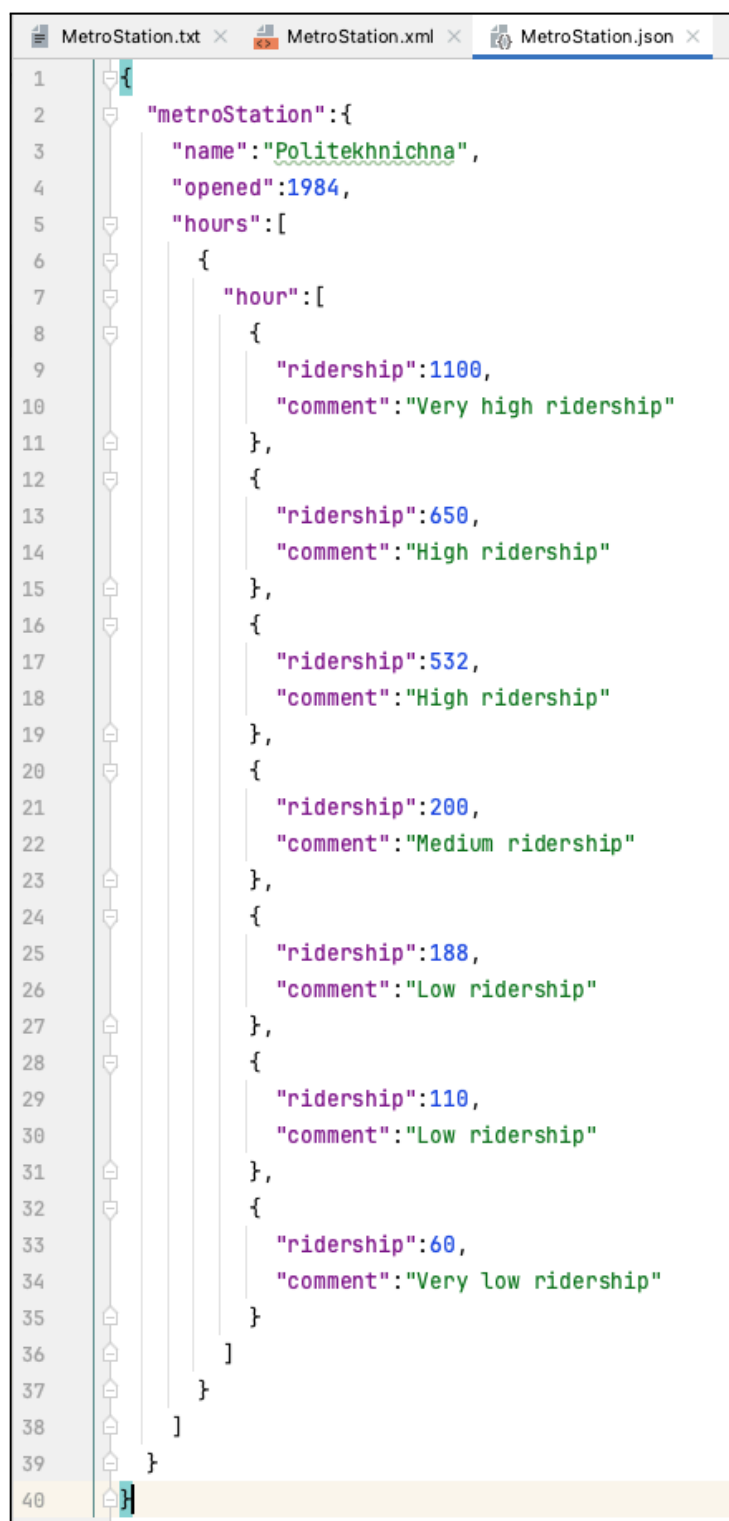 MetroStation.txt × MetroStation.xml × MetroStation.json ×
1 {
2 "metroStation":{
3 "name":"Politekhnichna",
4 "opened":1984,
5 "hours":[
6 {
7 "hour":[
8 {
9 "ridership":1100,
10 "comment":"Very high ridership"
11 },
12 {
13 "ridership":650,
14 "comment":"High ridership"
15 },
16 {
17 "ridership":532,
18 "comment":"High ridership"
19 },
20 {
21 "ridership":200,
22 "comment":"Medium ridership"
23 },
24 {
25 "ridership":188,
26 "comment":"Low ridership"
27 },
28 {
29 "ridership":110,
30 "comment":"Low ridership"
31 },
32 {
33 "ridership":60,
34 "comment":"Very low ridership"
35 }
36 ]
37 }
38 ]
39 }
40 }